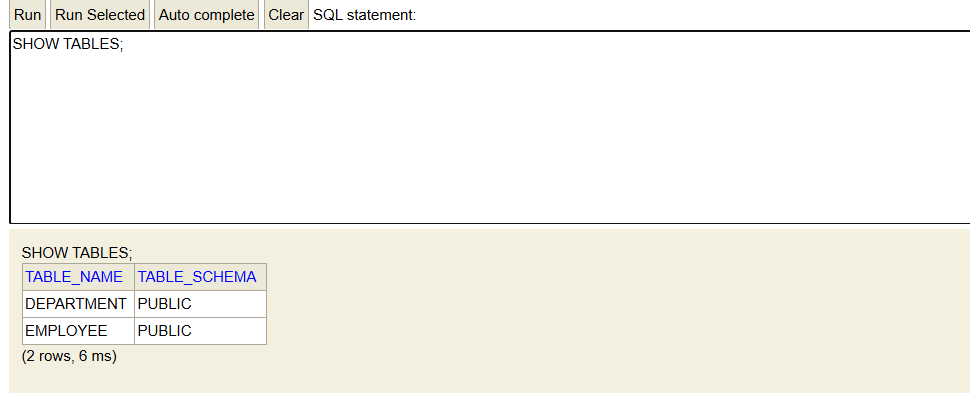 Run Run Selected Auto complete Clear SQL statement:
SHOW TABLES;
SHOW TABLES;
TABLE_NAME TABLE_SCHEMA
DEPARTMENT PUBLIC
EMPLOYEE PUBLIC
(2 rows, 6 ms)